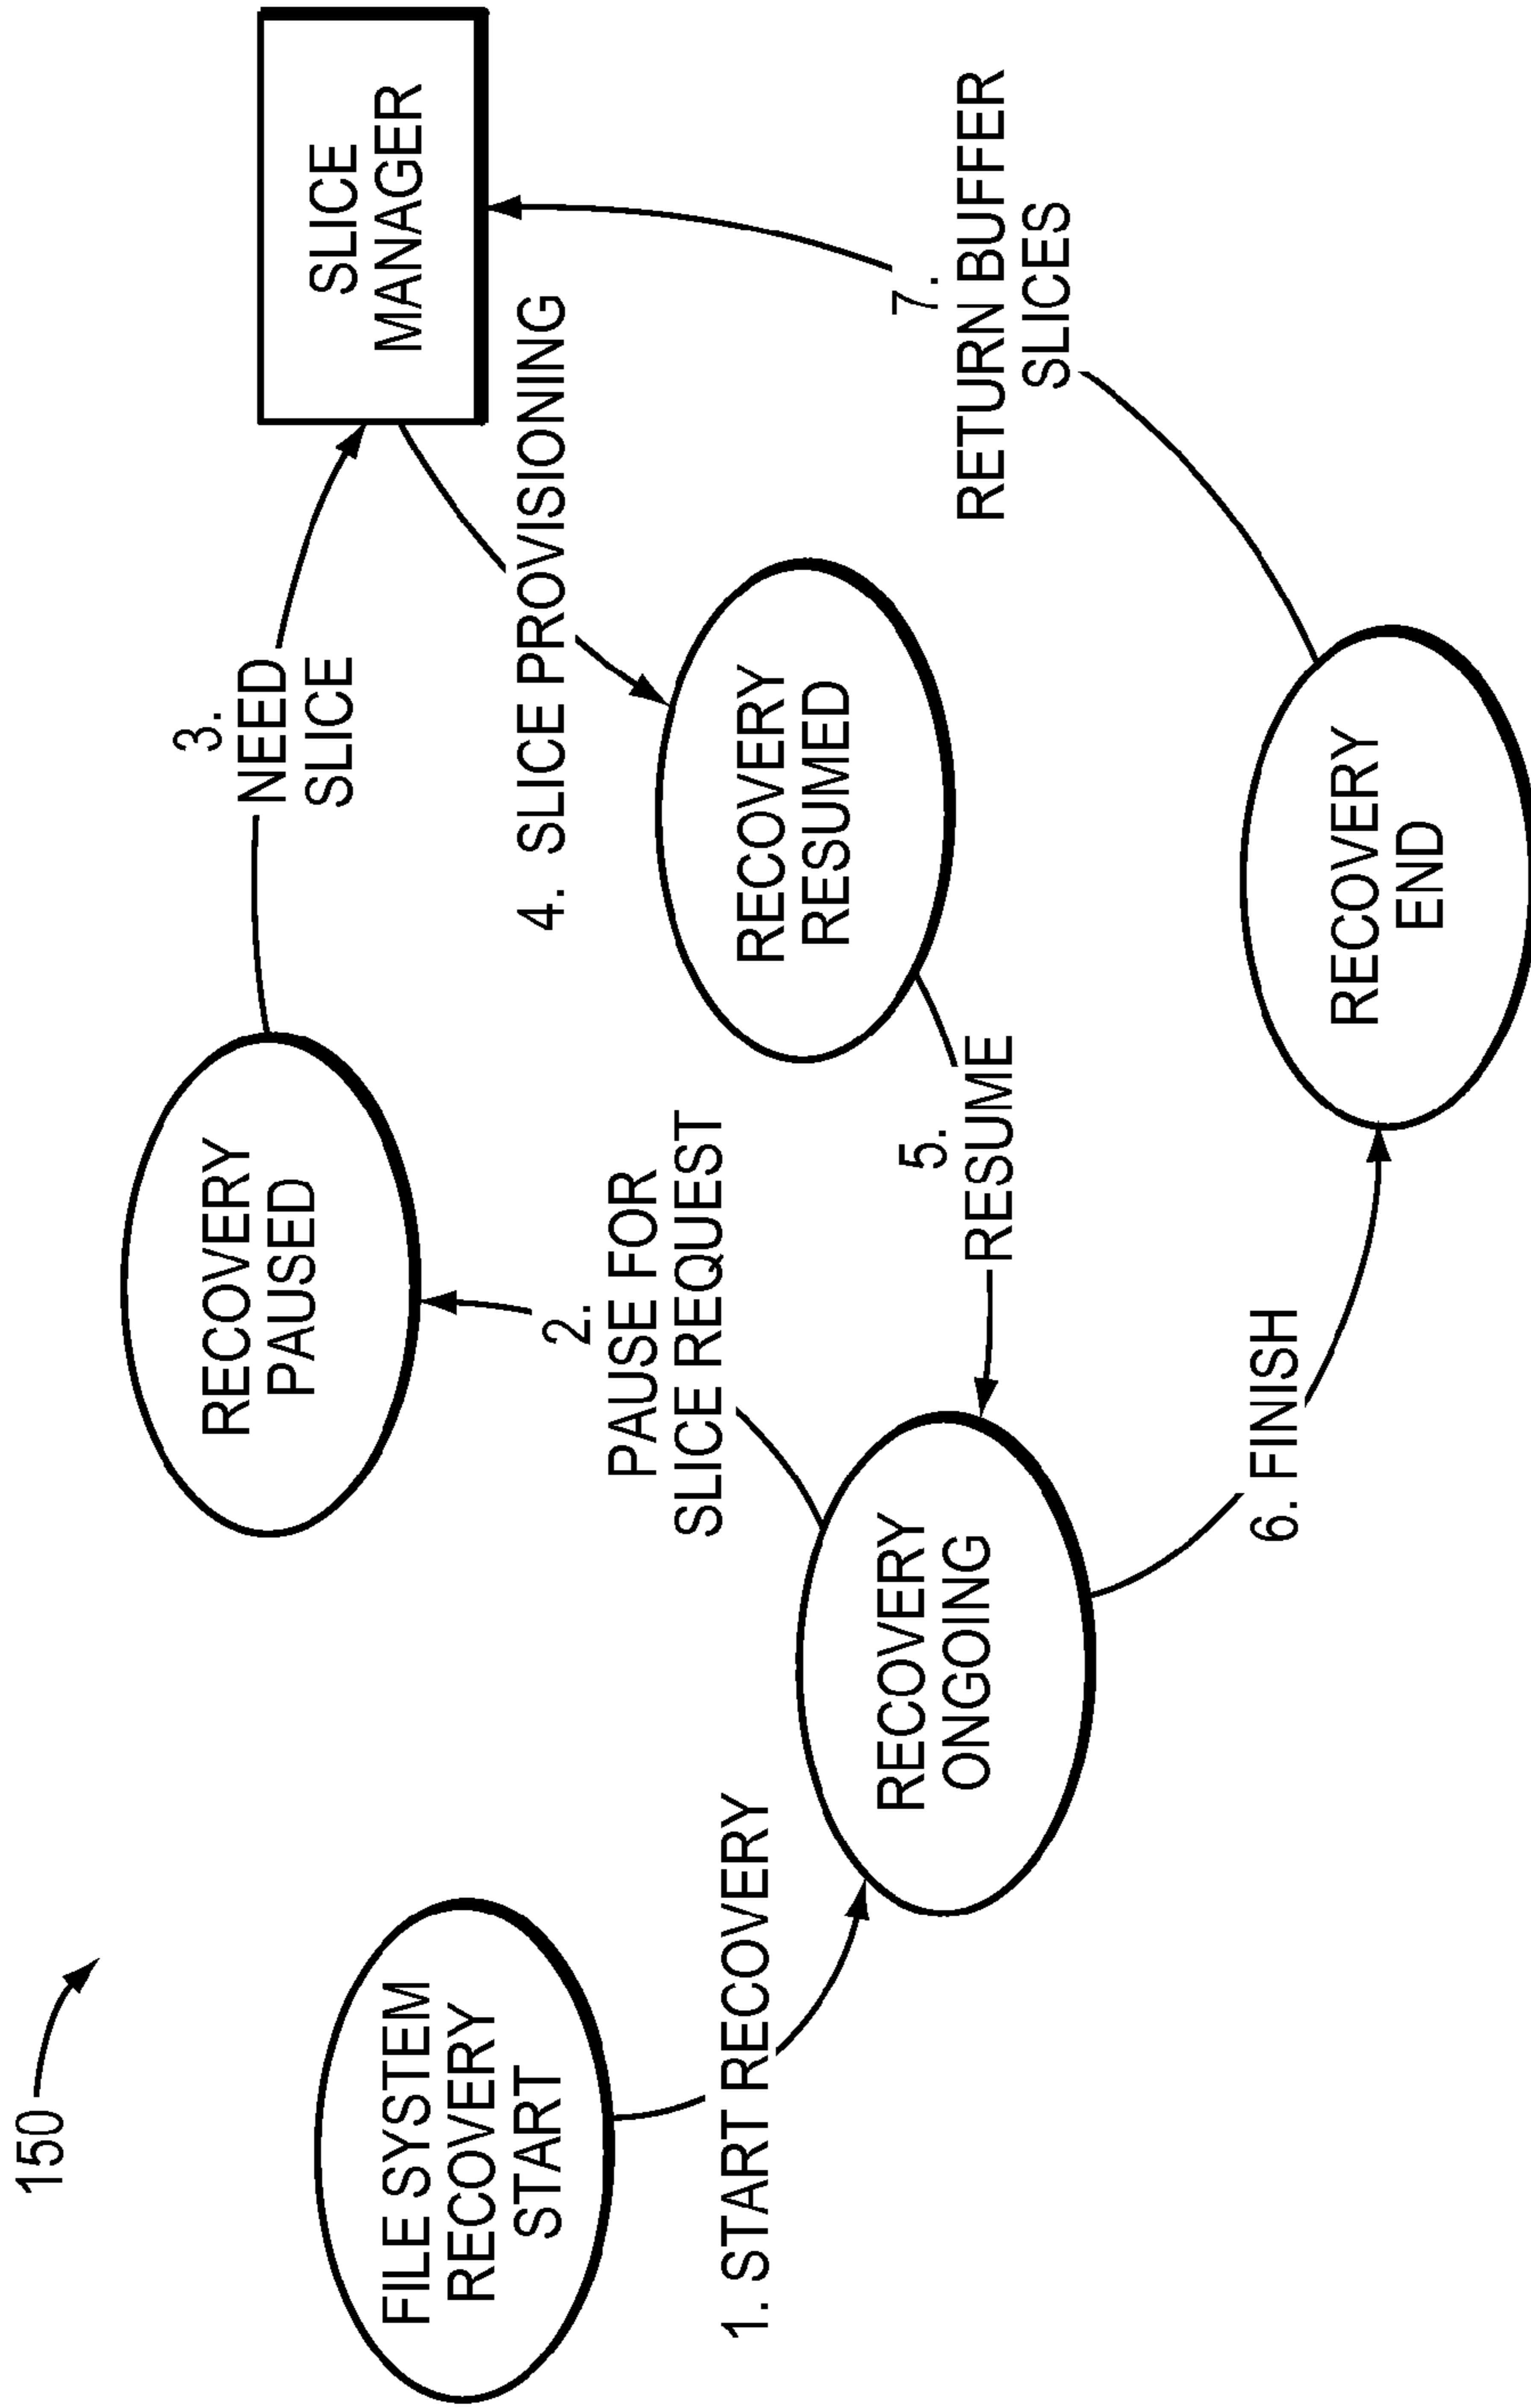 150
FILE SYSTEM
RECOVERY
START
1. START RECOVERY
RECOVERY
ONGOING
2.
PAUSE FOR
SLICE REQUEST
RECOVERY
PAUSED
3.
NEED
SLICE
SLICE
MANAGER
4. SLICE PROVISIONING
RECOVERY
RESUMED
5.
RESUME
6. FINISH
RECOVERY
END
7.
RETURN BUFFER
SLICES